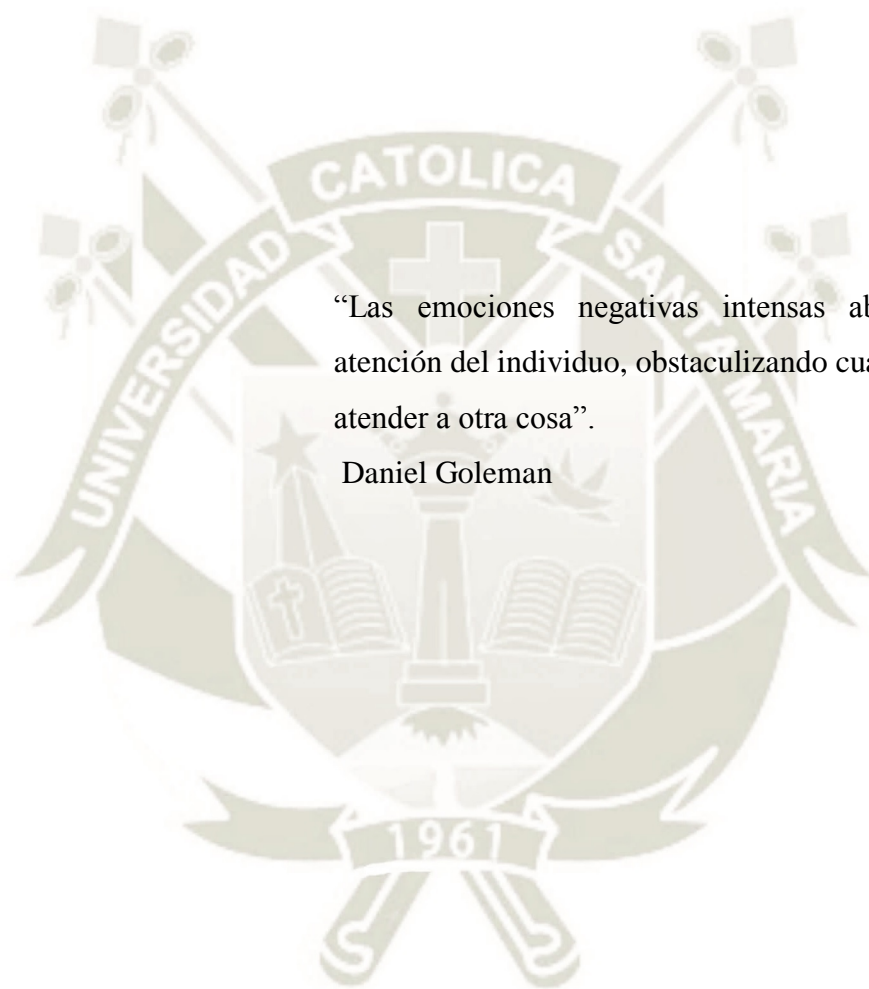 CATOLICA
UNIVERSIDAD
SANTA MARIA
“Las emociones negativas intensas
atención del individuo, obstaculizando
atender a otra cosa”.
Daniel Goleman
1961